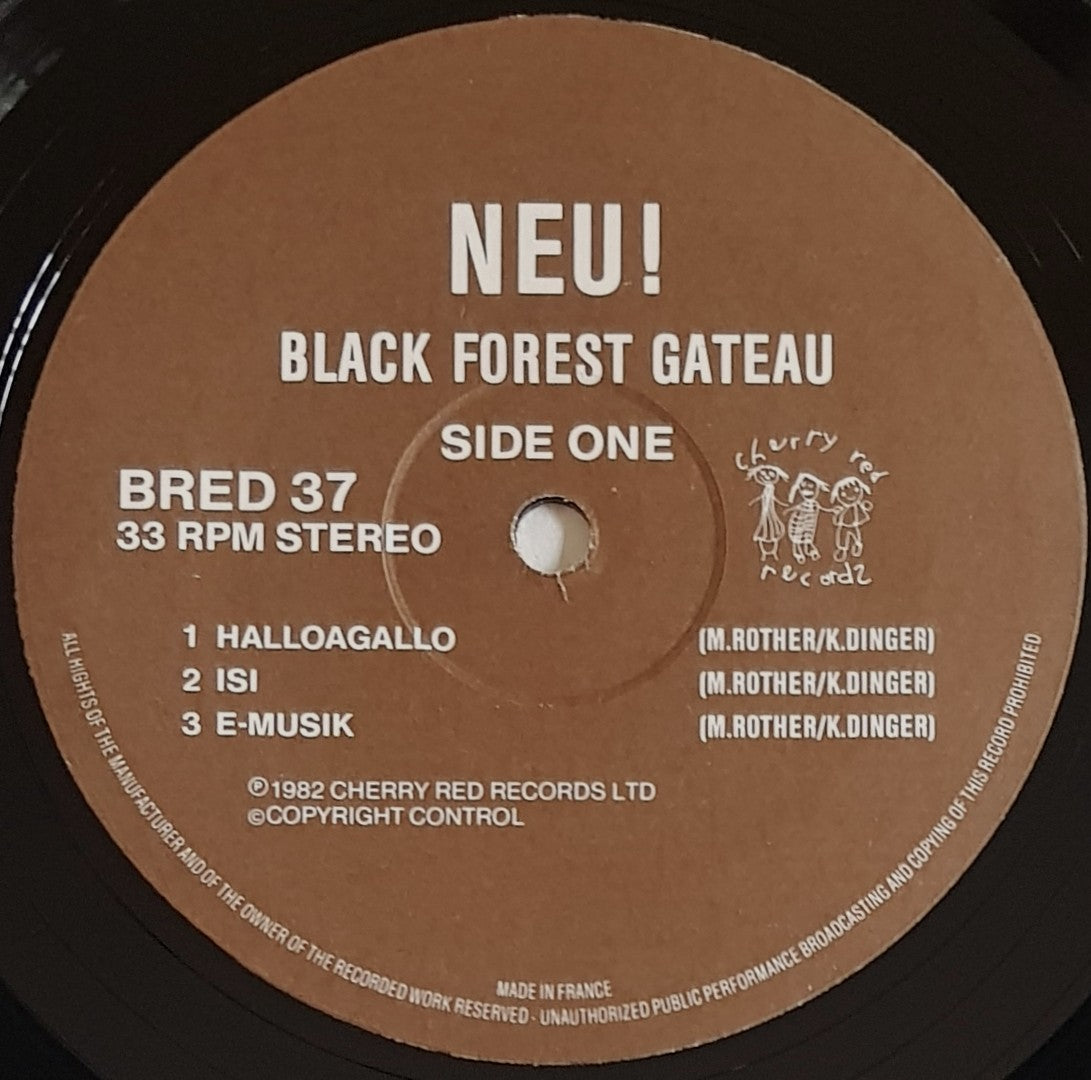 NEU!
BLACK FOREST GATEAU
SIDE ONE
BRED 37
33 RPM STEREO
cherry red
records
1 HALLOAGALLO (M.ROTHER/K.DINGER)
2 ISI (M.ROTHER/K.DINGER)
3 E-MUSIK (M.ROTHER/K.DINGER)
℗1982 CHERRY RED RECORDS LTD
©COPYRIGHT CONTROL
MADE IN FRANCE
ALL RIGHTS OF THE MANUFACTURER AND OF THE OWNER OF THE RECORDED WORK RESERVED - UNAUTHORIZED PUBLIC PERFORMANCE BROADCASTING AND COPYING OF THIS RECORD PROHIBITED